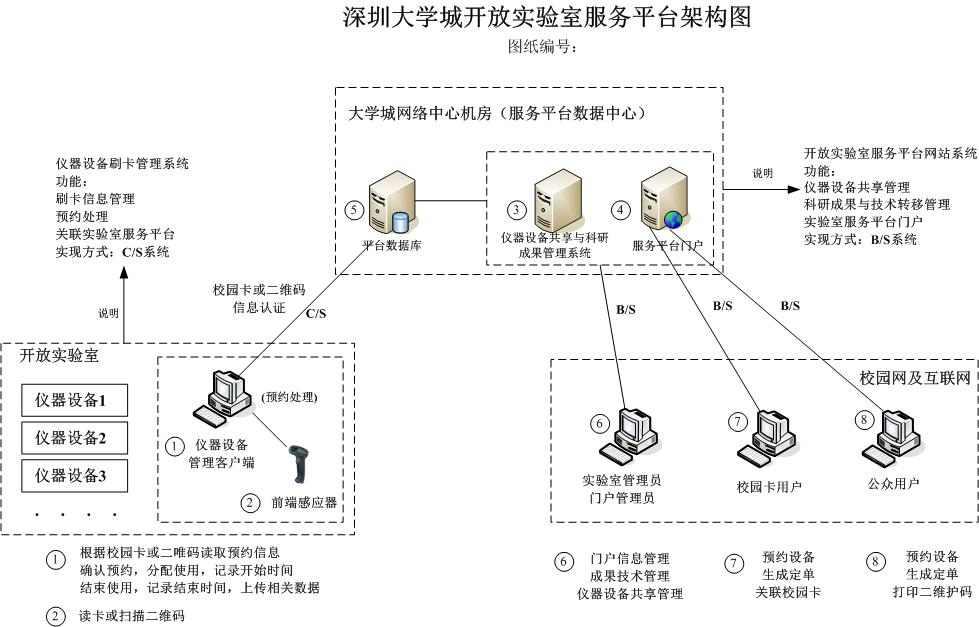 深圳大学城开放实验室服务平台架构图
图纸编号：
大学城网络中心机房（服务平台数据中心）
仪器设备刷卡管理系统
功能：
刷卡信息管理
预约处理
关联实验室服务平台
实现方式：C/S系统
说明
开放实验室服务平台网站系统
功能：
仪器设备共享管理
科研成果与技术转移管理
实验室服务平台门户
实现方式：B/S系统
说明
⑤
平台数据库
③
仪器设备共享与科研
成果管理系统
④
服务平台门户
校园卡或二维码
信息认证
C/S
B/S
B/S
B/S
开放实验室
仪器设备1
仪器设备2
仪器设备3
. . . .
(预约处理)
①
仪器设备
管理客户端
②
前端感应器
校园网及互联网
⑥
实验室管理员
门户管理员
⑦
校园卡用户
⑧
公众用户
①
根据校园卡或二唯码读取预约信息
确认预约，分配使用，记录开始时间
结束使用，记录结束时间，上传相关数据
②
读卡或扫描二维码
⑥
门户信息管理
成果技术管理
仪器设备共享管理
⑦
预约设备
生成定单
关联校园卡
⑧
预约设备
生成定单
打印二维护码